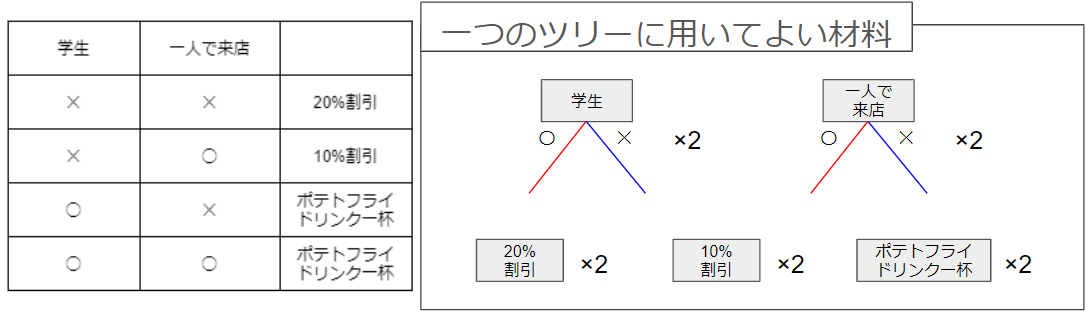 学生 一人で来店
× × 20%割引
× ○ 10%割引
○ × ポテトフライ
ドリンク一杯
○ ○ ポテトフライ
ドリンク一杯
一つのツリーに用いてよい材料
学生
○ × ×2
一人で
来店
○ × ×2
20%
割引
×2
10%
割引
×2
ポテトフライ
ドリンク一杯
×2